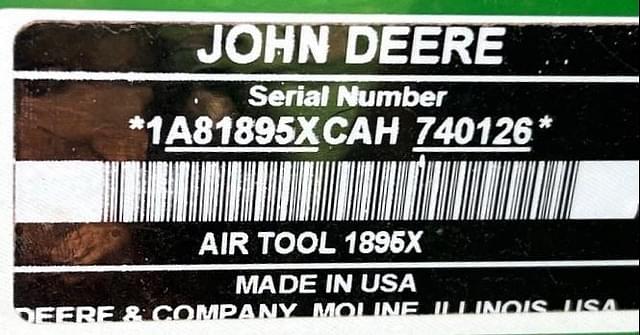 JOHN DEERE
Serial Number
*1A81895XCAH 740126*
AIR TOOL 1895X
MADE IN USA
DEERE & COMPANY MOLINE, ILLINOIS USA